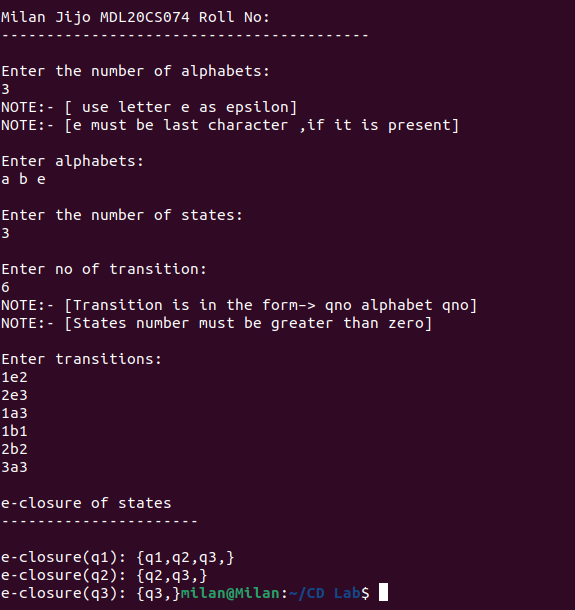 Milan Jijo MDL20CS074 Roll No:
-----------------------------------------
Enter the number of alphabets:
3
NOTE:- [ use letter e as epsilon]
NOTE:- [e must be last character ,if it is present]
Enter alphabets:
a b e
Enter the number of states:
3
Enter no of transition:
6
NOTE:- [Transition is in the form-> qno alphabet qno]
NOTE:- [States number must be greater than zero]
Enter transitions:
1e2
2e3
1a3
1b1
2b2
3a3
e-closure of states
----------------------
e-closure(q1): {q1,q2,q3,}
e-closure(q2): {q2,q3,}
e-closure(q3): {q3,}milan@Milan:~/CD Lab$